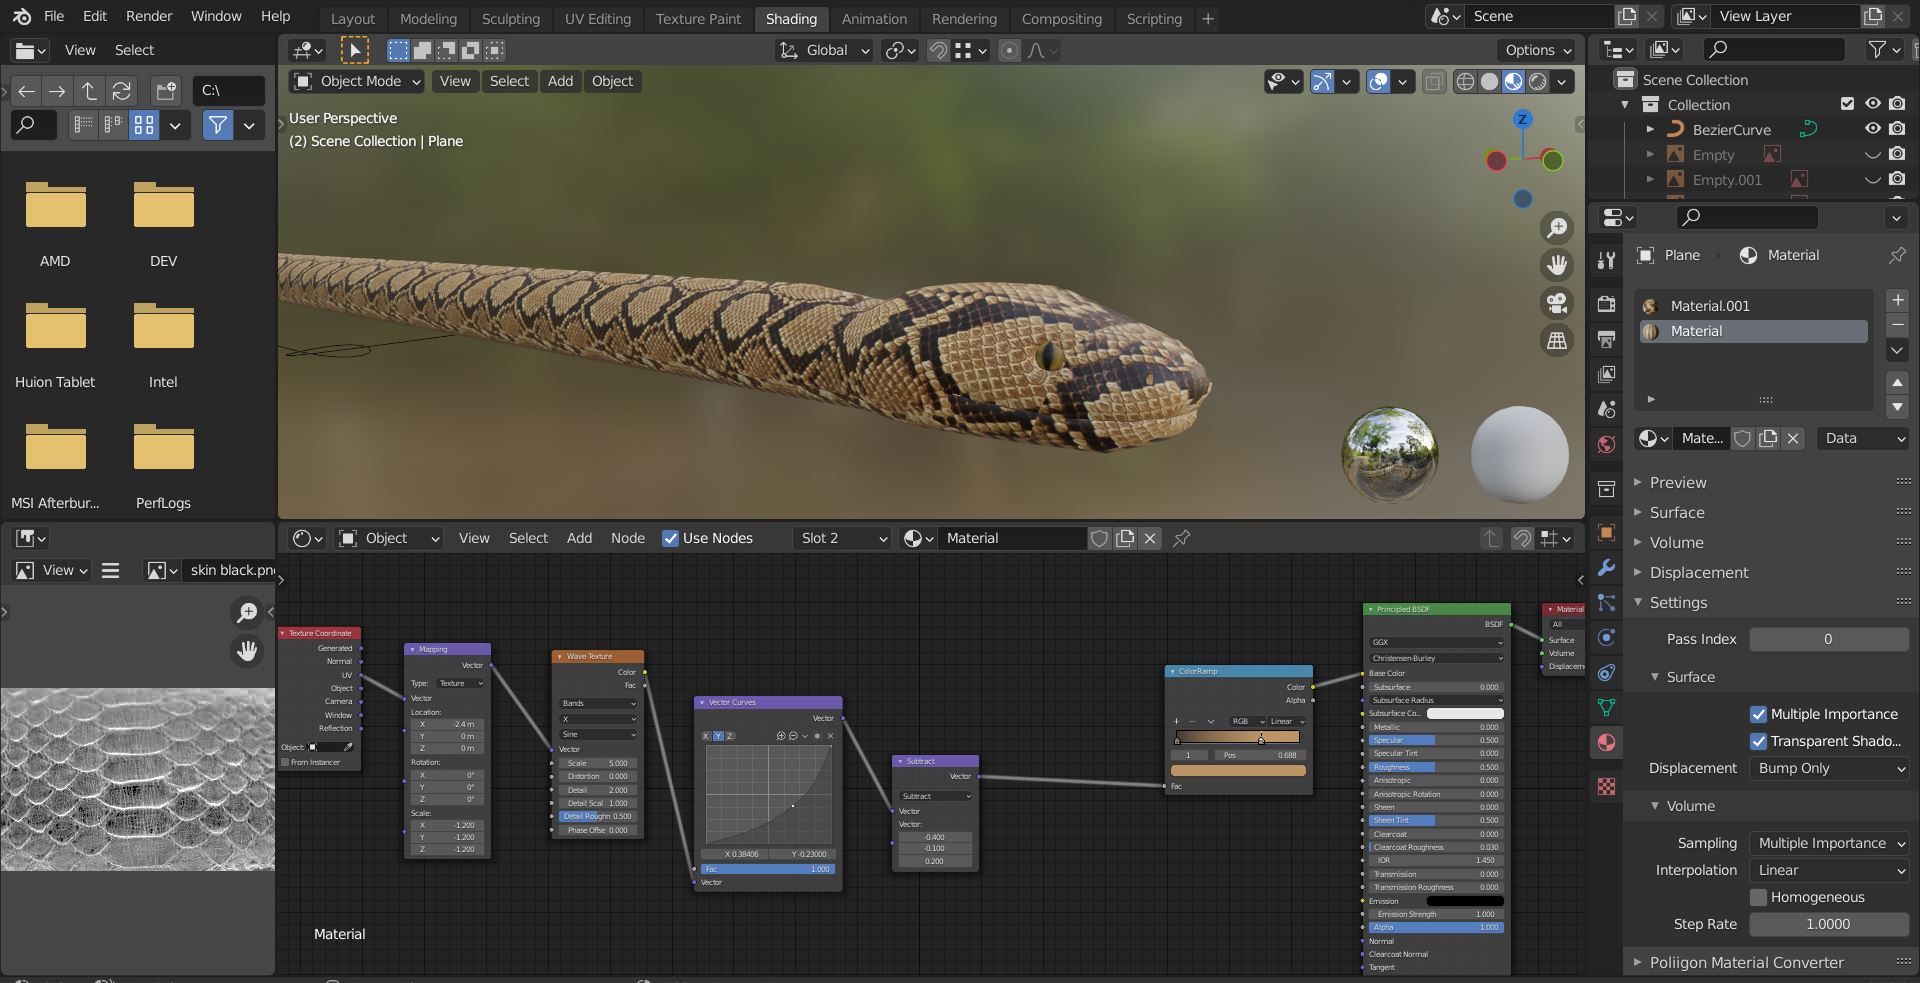 File Edit Render Window Help
Layout Modeling Sculpting UV Editing Texture Paint Shading Animation Rendering Compositing Scripting +
Scene
View Layer
View Select
Global
Options
C:\
Object Mode View Select Add Object
User Perspective
(2) Scene Collection | Plane
Z
AMD DEV
Huion Tablet Intel
MSI Afterbur... PerfLogs
Scene Collection
Collection
BezierCurve
Empty
Empty.001
Plane Material
Material.001
Material
Mate... Data
Preview
Surface
Volume
Displacement
Settings
Pass Index 0
Surface
Multiple Importance
Transparent Shado...
Displacement Bump Only
Volume
Sampling Multiple Importance
Interpolation Linear
Homogeneous
Step Rate 1.0000
Poliigon Material Converter
Object View Select Add Node Use Nodes Slot 2 Material
View skin black.pn
Texture Coordinate
Generated
Normal
UV
Object
Camera
Window
Reflection
Object:
From Instancer
Mapping
Vector
Type: Texture
Vector
Location:
X -2.4 m
Y 0 m
Z 0 m
Rotation:
X 0°
Y 0°
Z 0°
Scale:
X -1.200
Y -1.200
Z -1.200
Wave Texture
Color
Fac
Bands
X
Sine
Vector
Scale 5.000
Distortion 0.000
Detail 2.000
Detail Scal 1.000
Detail Roughn 0.500
Phase Offse 0.000
Vector Curves
Vector
X Y Z
X 0.38406 Y -0.23000
Fac 1.000
Vector
Subtract
Vector
Subtract
Vector
Vector:
-0.400
-0.100
0.200
ColorRamp
Color
Alpha
RGB Linear
1 Pos 0.688
Fac
Principled BSDF
BSDF
GGX
Christensen-Burley
Base Color
Subsurface 0.000
Subsurface Radius
Subsurface Co...
Metallic 0.000
Specular 0.500
Specular Tint 0.000
Roughness 0.500
Anisotropic 0.000
Anisotropic Rotation 0.000
Sheen 0.000
Sheen Tint 0.500
Clearcoat 0.000
Clearcoat Roughness 0.030
IOR 1.450
Transmission 0.000
Transmission Roughness 0.000
Emission
Emission Strength 1.000
Alpha 1.000
Normal
Clearcoat Normal
Tangent
Material
All
Surface
Volume
Displacem
Material